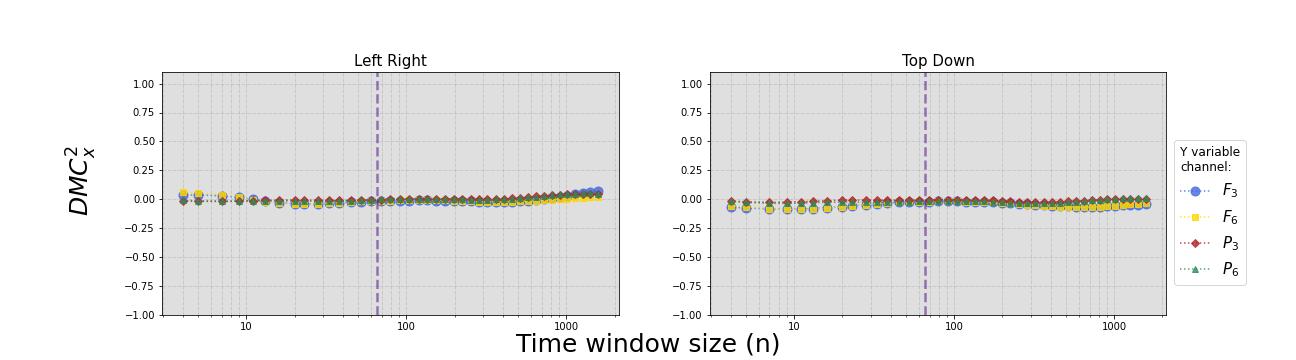 Left Right
Top Down
DMC²ₓ
1.00
0.75
0.50
0.25
0.00
−0.25
−0.50
−0.75
−1.00
10 100 1000
1.00
0.75
0.50
0.25
0.00
−0.25
−0.50
−0.75
−1.00
10 100 1000
Y variable
channel:
F₃
F₆
P₃
P₆
Time window size (n)